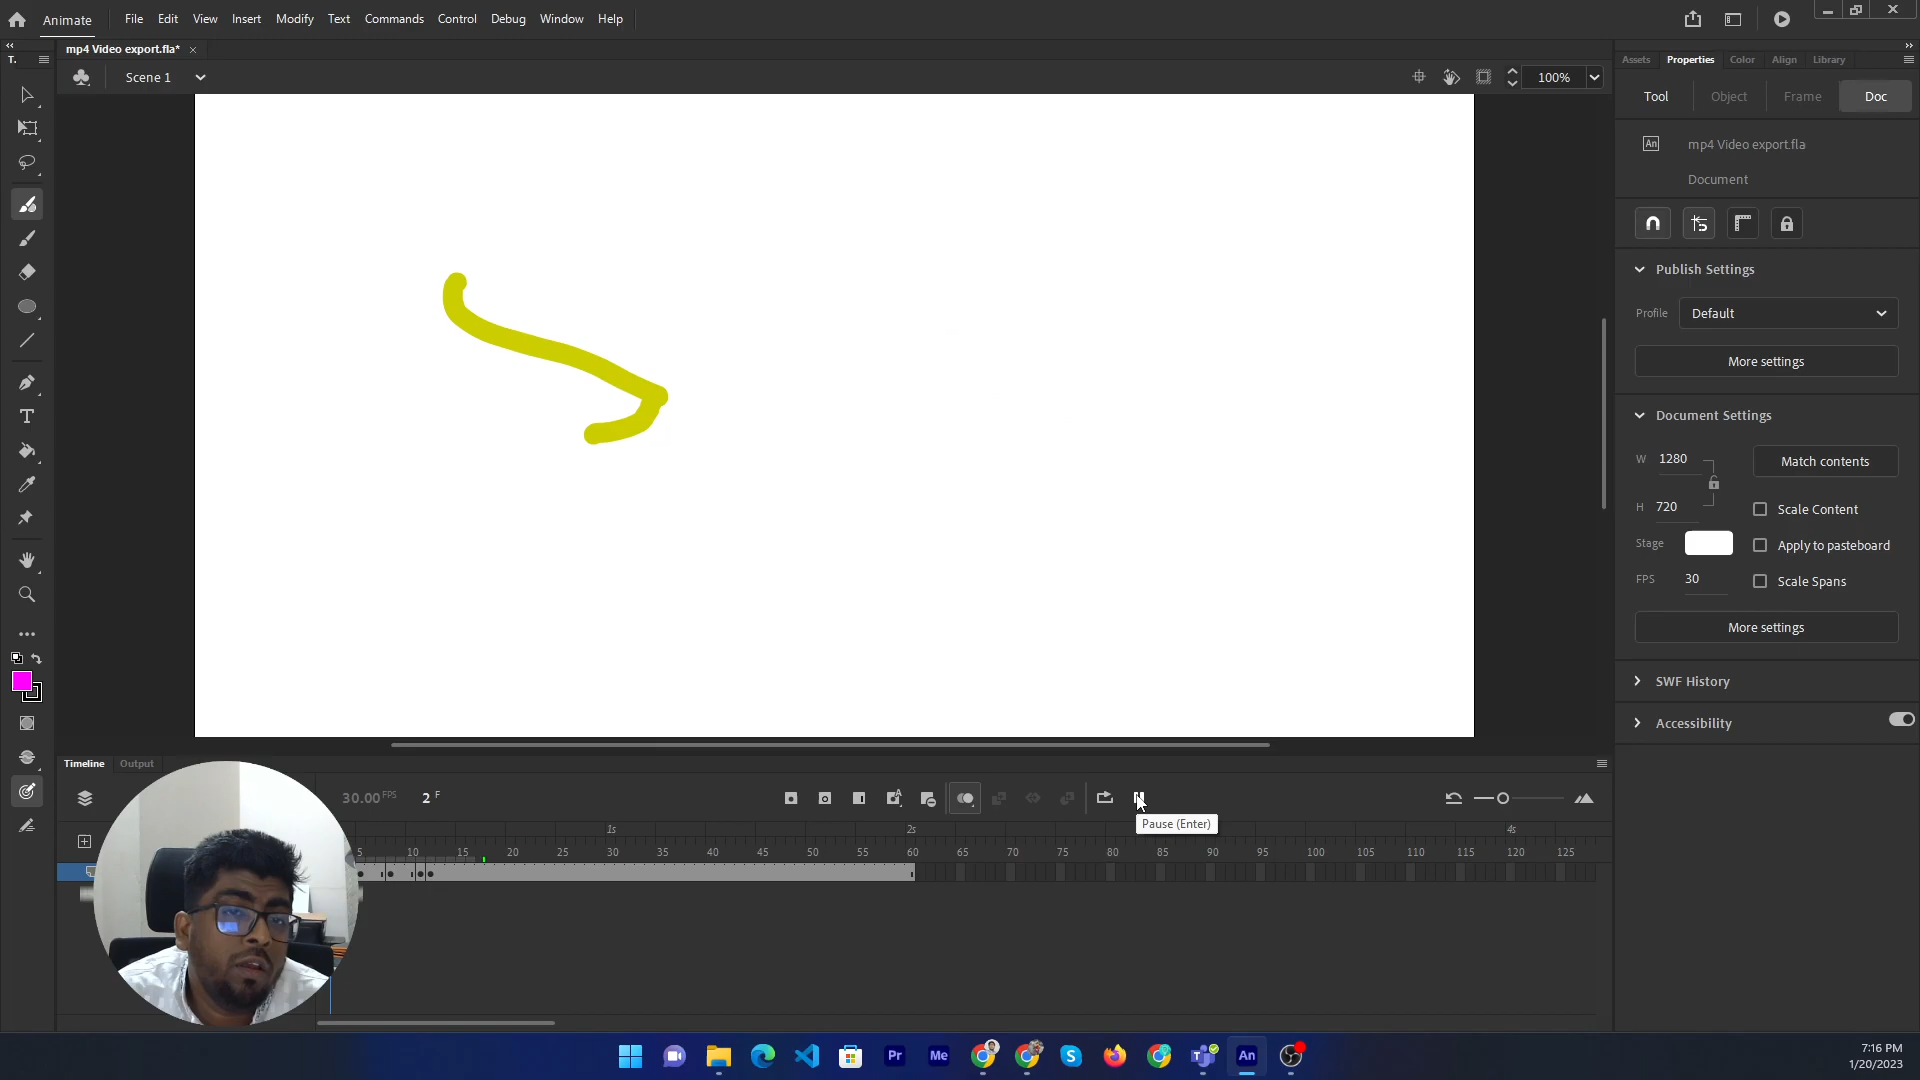 Animate File Edit View Insert Modify Text Commands Control Debug Window Help
mp4 Video export.fla*
T. Assets Properties Color Align Library
Scene 1 100%
Tool Object Frame Doc
An mp4 Video export.fla
Document
Publish Settings
Profile Default
More settings
Document Settings
W 1280 Match contents
H 720 Scale Content
Stage Apply to pasteboard
FPS 30 Scale Spans
More settings
SWF History
Accessibility
Timeline Output
30.00 FPS 2 F
Pause (Enter)
1s 2s 4s
5 10 15 20 25 30 35 40 45 50 55 60 65 70 75 80 85 90 95 100 105 110 115 120 125
Pr Me S An
7:16 PM
1/20/2023